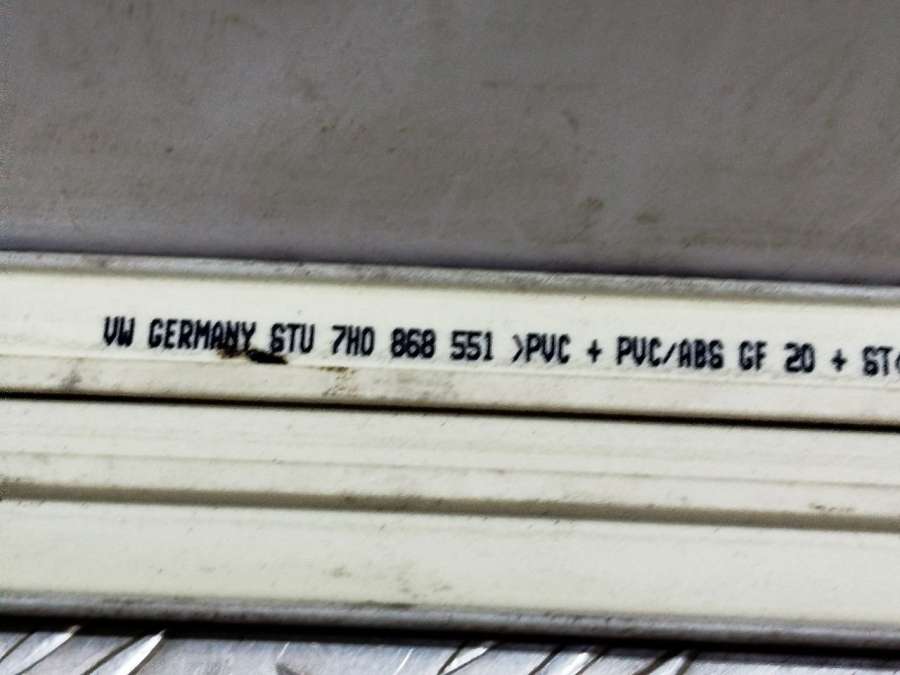 VW GERMANY STU 7H0 868 551 >PVC + PVC/ABS GF 20 + ST<